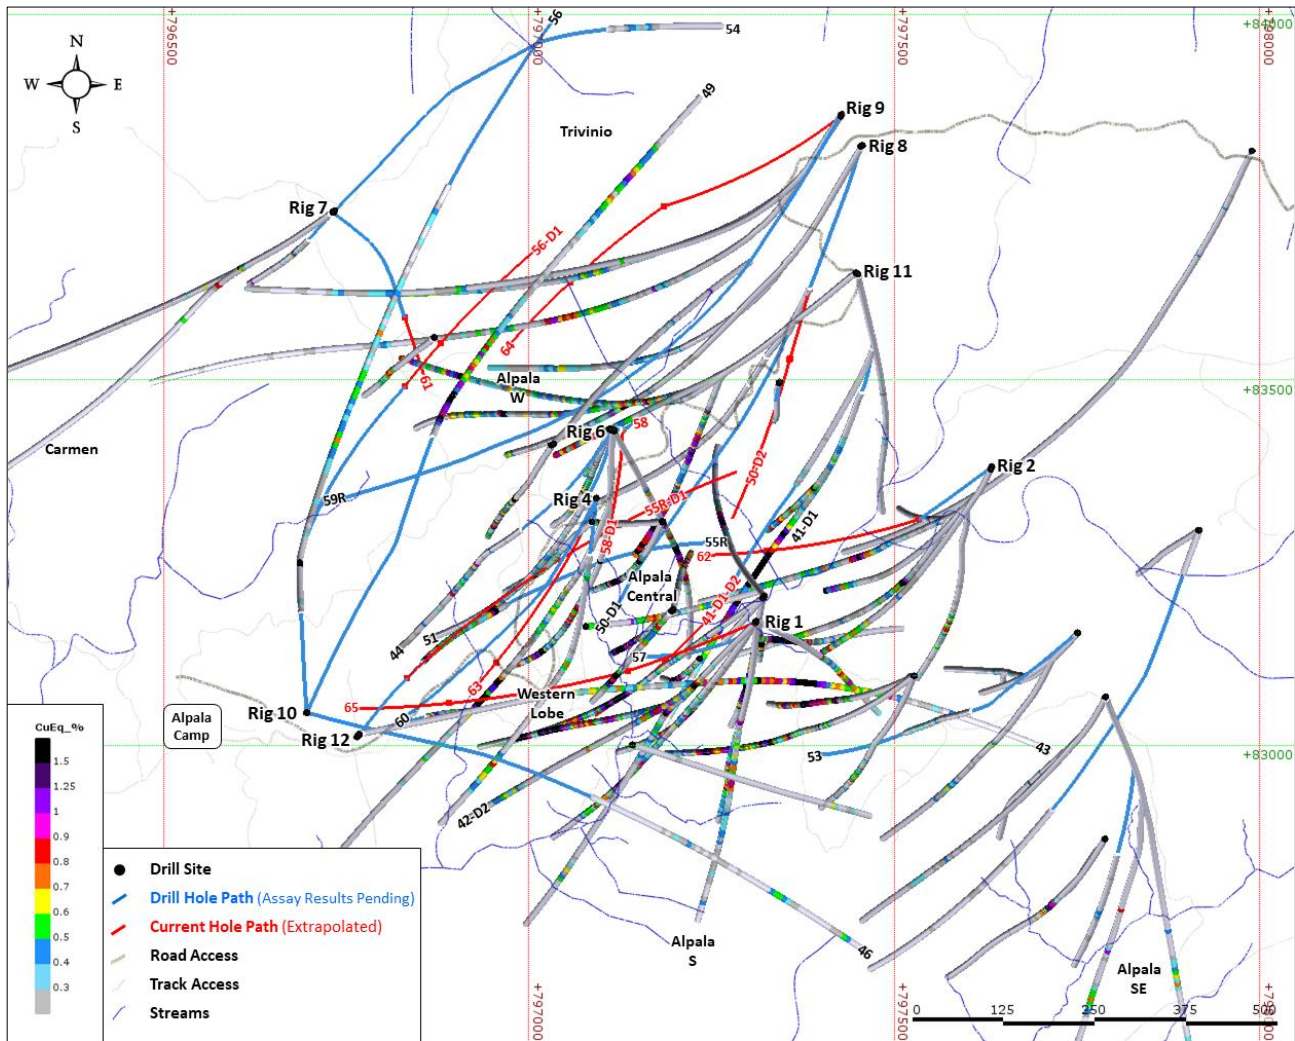 56
54
+796500
+797000
+797500
+798000
+84000
N
W E
S
49
Rig 9
Trivinio
Rig 8
Rig 7
56-D1
Rig 11
64
61
Alpala
W
+83500
58
Rig 6
Carmen
50-D2
Rig 2
59R
Rig 4
55R-D1
41-D1
58-D1
55R
62
Alpala
Central
41-D1-D2
50-D1
Rig 1
51
44
57
63
Western
Lobe
65
60
Rig 10
Alpala
Camp
Rig 12
43
53
+83000
42-D2
46
Alpala
S
Alpala
SE
CuEq_%
1.5
1.25
1
0.9
0.8
0.7
0.6
0.5
0.4
0.3
Drill Site
Drill Hole Path (Assay Results Pending)
Current Hole Path (Extrapolated)
Road Access
Track Access
Streams
+797000
+797500
0 125 250 375 500